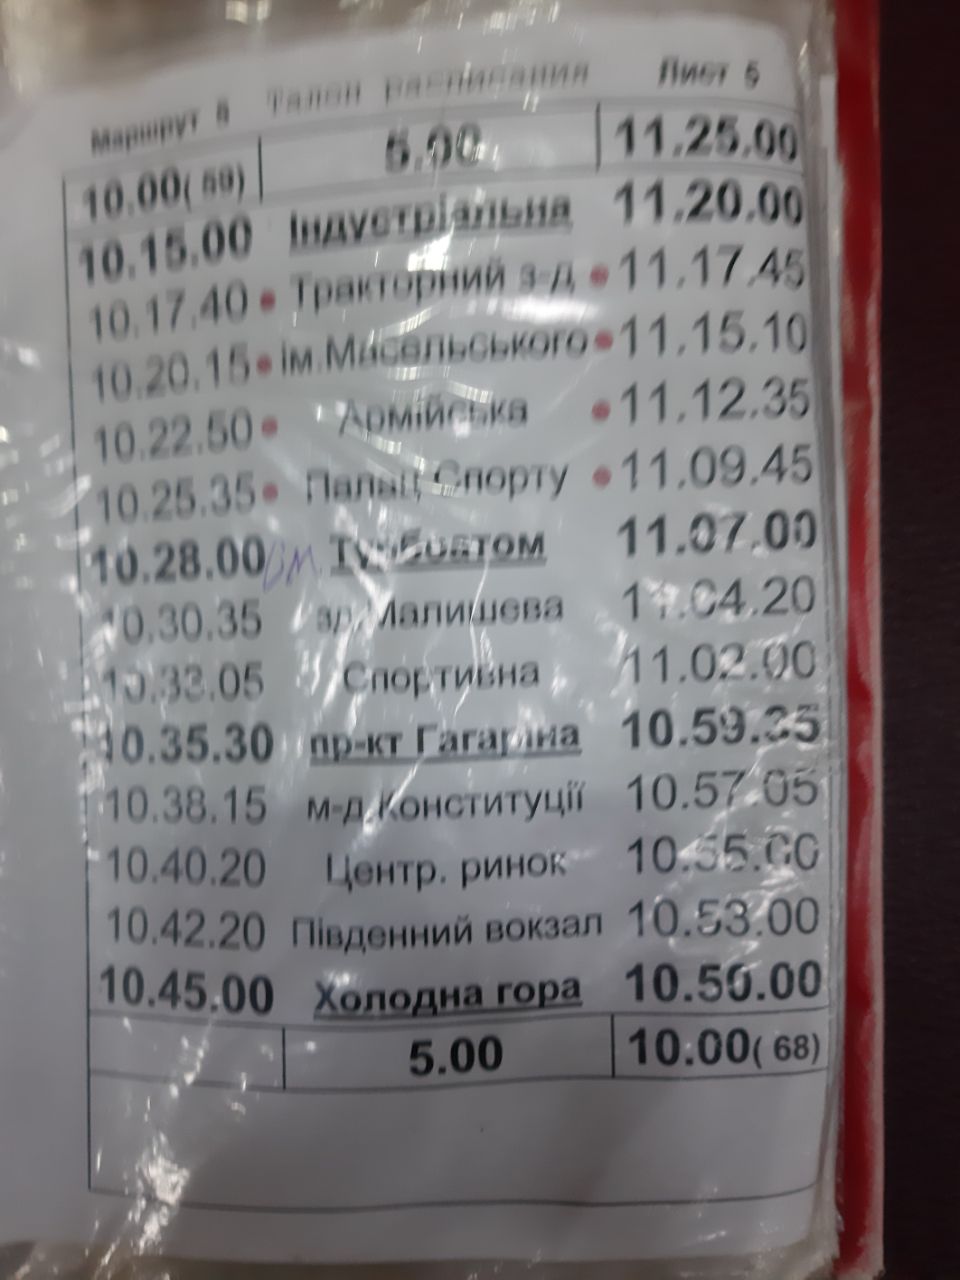 Маршрут 5 Талон расписания Лист 5
10.00( 59) 5.00 11.25.00
10.15.00 Індустріальна 11.20.00
10.17.40 • Тракторний з-д • 11.17.45
10.20.15 • ім.Масельського • 11.15.10
10.22.50 • Армійська • 11.12.35
10.25.35 • Палац Спорту • 11.09.45
10.28.00 Турбоатом 11.07.00
10.30.35 зд.Малишева 11.04.20
10.33.05 Спортивна 11.02.00
10.35.30 пр-кт Гагаріна 10.59.35
10.38.15 м-д.Конституції 10.57.05
10.40.20 Центр. ринок 10.55.00
10.42.20 Південний вокзал 10.53.00
10.45.00 Холодна гора 10.50.00
5.00 10.00( 68)